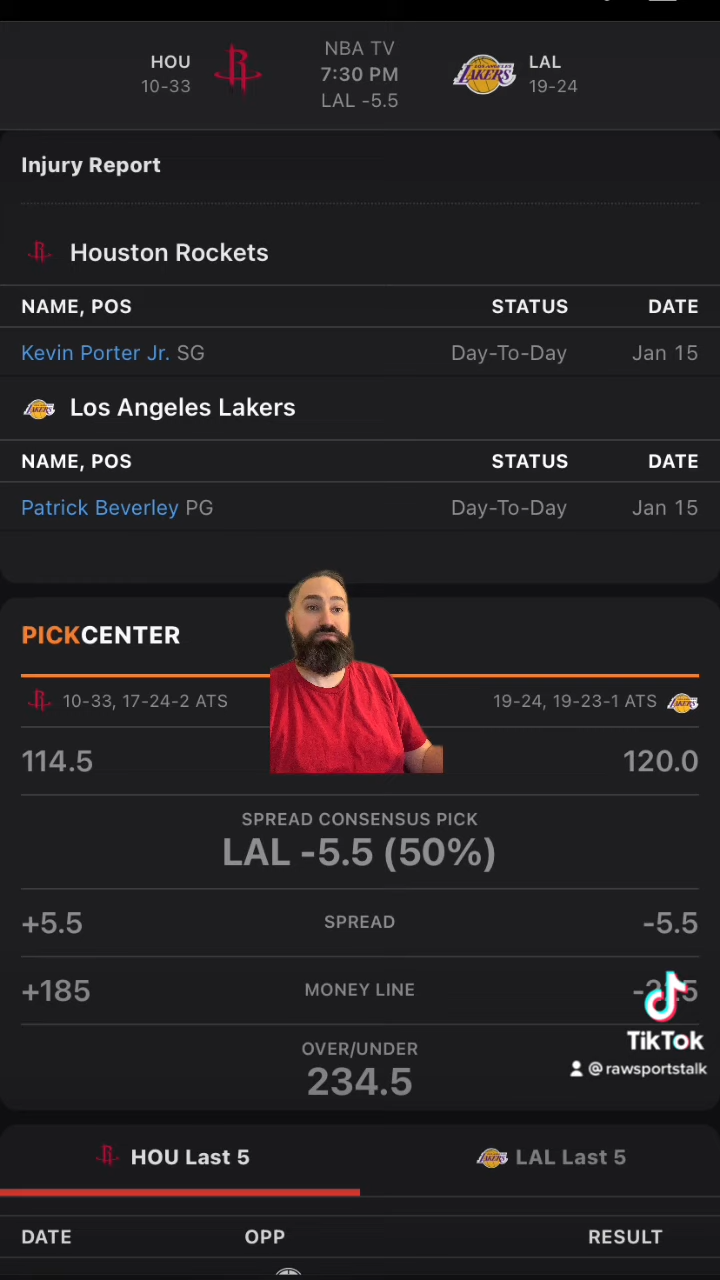 HOU
10-33
NBA TV
7:30 PM
LAL -5.5
LAL
19-24
Injury Report
Houston Rockets
NAME, POS STATUS DATE
Kevin Porter Jr. SG Day-To-Day Jan 15
Los Angeles Lakers
NAME, POS STATUS DATE
Patrick Beverley PG Day-To-Day Jan 15
PICKCENTER
10-33, 17-24-2 ATS 19-24, 19-23-1 ATS
114.5 120.0
SPREAD CONSENSUS PICK
LAL -5.5 (50%)
+5.5 SPREAD -5.5
+185 MONEY LINE
TikTok
@rawsportstalk
OVER/UNDER
234.5
HOU Last 5 LAL Last 5
DATE OPP RESULT